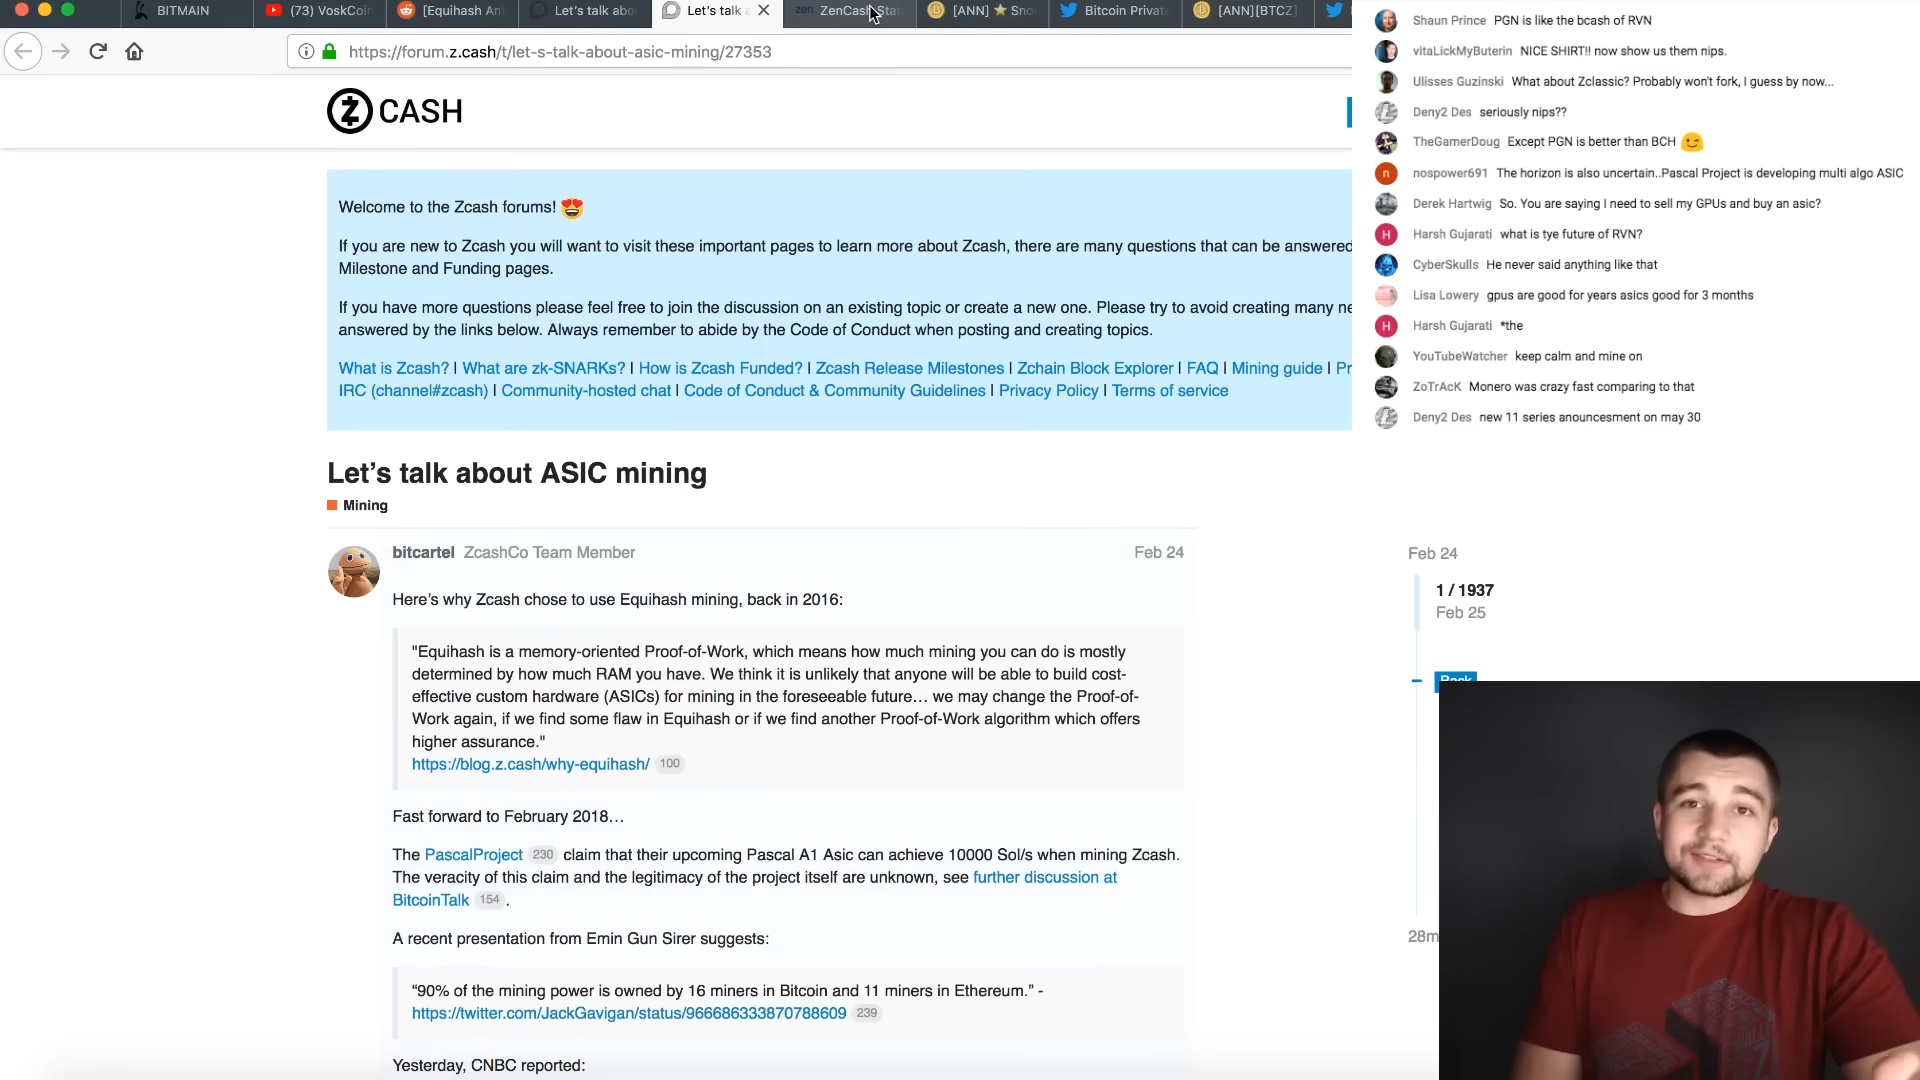 BITMAIN
(73) VoskCoin
[Equihash Ant
Let's talk abou
Let's talk a
ZenCash Stat
[ANN] ⭐ Sno
Bitcoin Private
[ANN][BTCZ]
https://forum.z.cash/t/let-s-talk-about-asic-mining/27353
CASH
Welcome to the Zcash forums! 😍
If you are new to Zcash you will want to visit these important pages to learn more about Zcash, there are many questions that can be answered
Milestone and Funding pages.
If you have more questions please feel free to join the discussion on an existing topic or create a new one. Please try to avoid creating many ne
answered by the links below. Always remember to abide by the Code of Conduct when posting and creating topics.
What is Zcash? | What are zk-SNARKs? | How is Zcash Funded? | Zcash Release Milestones | Zchain Block Explorer | FAQ | Mining guide | Pr
IRC (channel#zcash) | Community-hosted chat | Code of Conduct & Community Guidelines | Privacy Policy | Terms of service
Let's talk about ASIC mining
Mining
bitcartel ZcashCo Team Member Feb 24
Here's why Zcash chose to use Equihash mining, back in 2016:
"Equihash is a memory-oriented Proof-of-Work, which means how much mining you can do is mostly
determined by how much RAM you have. We think it is unlikely that anyone will be able to build cost-
effective custom hardware (ASICs) for mining in the foreseeable future… we may change the Proof-of-
Work again, if we find some flaw in Equihash or if we find another Proof-of-Work algorithm which offers
higher assurance."
https://blog.z.cash/why-equihash/ 100
Fast forward to February 2018…
The PascalProject 230 claim that their upcoming Pascal A1 Asic can achieve 10000 Sol/s when mining Zcash.
The veracity of this claim and the legitimacy of the project itself are unknown, see further discussion at
BitcoinTalk 154 .
A recent presentation from Emin Gun Sirer suggests:
"90% of the mining power is owned by 16 miners in Bitcoin and 11 miners in Ethereum." -
https://twitter.com/JackGavigan/status/966686333870788609 239
Yesterday, CNBC reported:
Shaun Prince PGN is like the bcash of RVN
vitaLickMyButerin NICE SHIRT!! now show us them nips.
Ulisses Guzinski What about Zclassic? Probably won't fork, I guess by now...
Deny2 Des seriously nips??
TheGamerDoug Except PGN is better than BCH 😉
n
nospower691 The horizon is also uncertain..Pascal Project is developing multi algo ASIC
Derek Hartwig So. You are saying I need to sell my GPUs and buy an asic?
H
Harsh Gujarati what is tye future of RVN?
CyberSkulls He never said anything like that
Lisa Lowery gpus are good for years asics good for 3 months
H
Harsh Gujarati *the
YouTubeWatcher keep calm and mine on
ZoTrAcK Monero was crazy fast comparing to that
Deny2 Des new 11 series anouncesment on may 30
Feb 24
1 / 1937
Feb 25
Back
28m